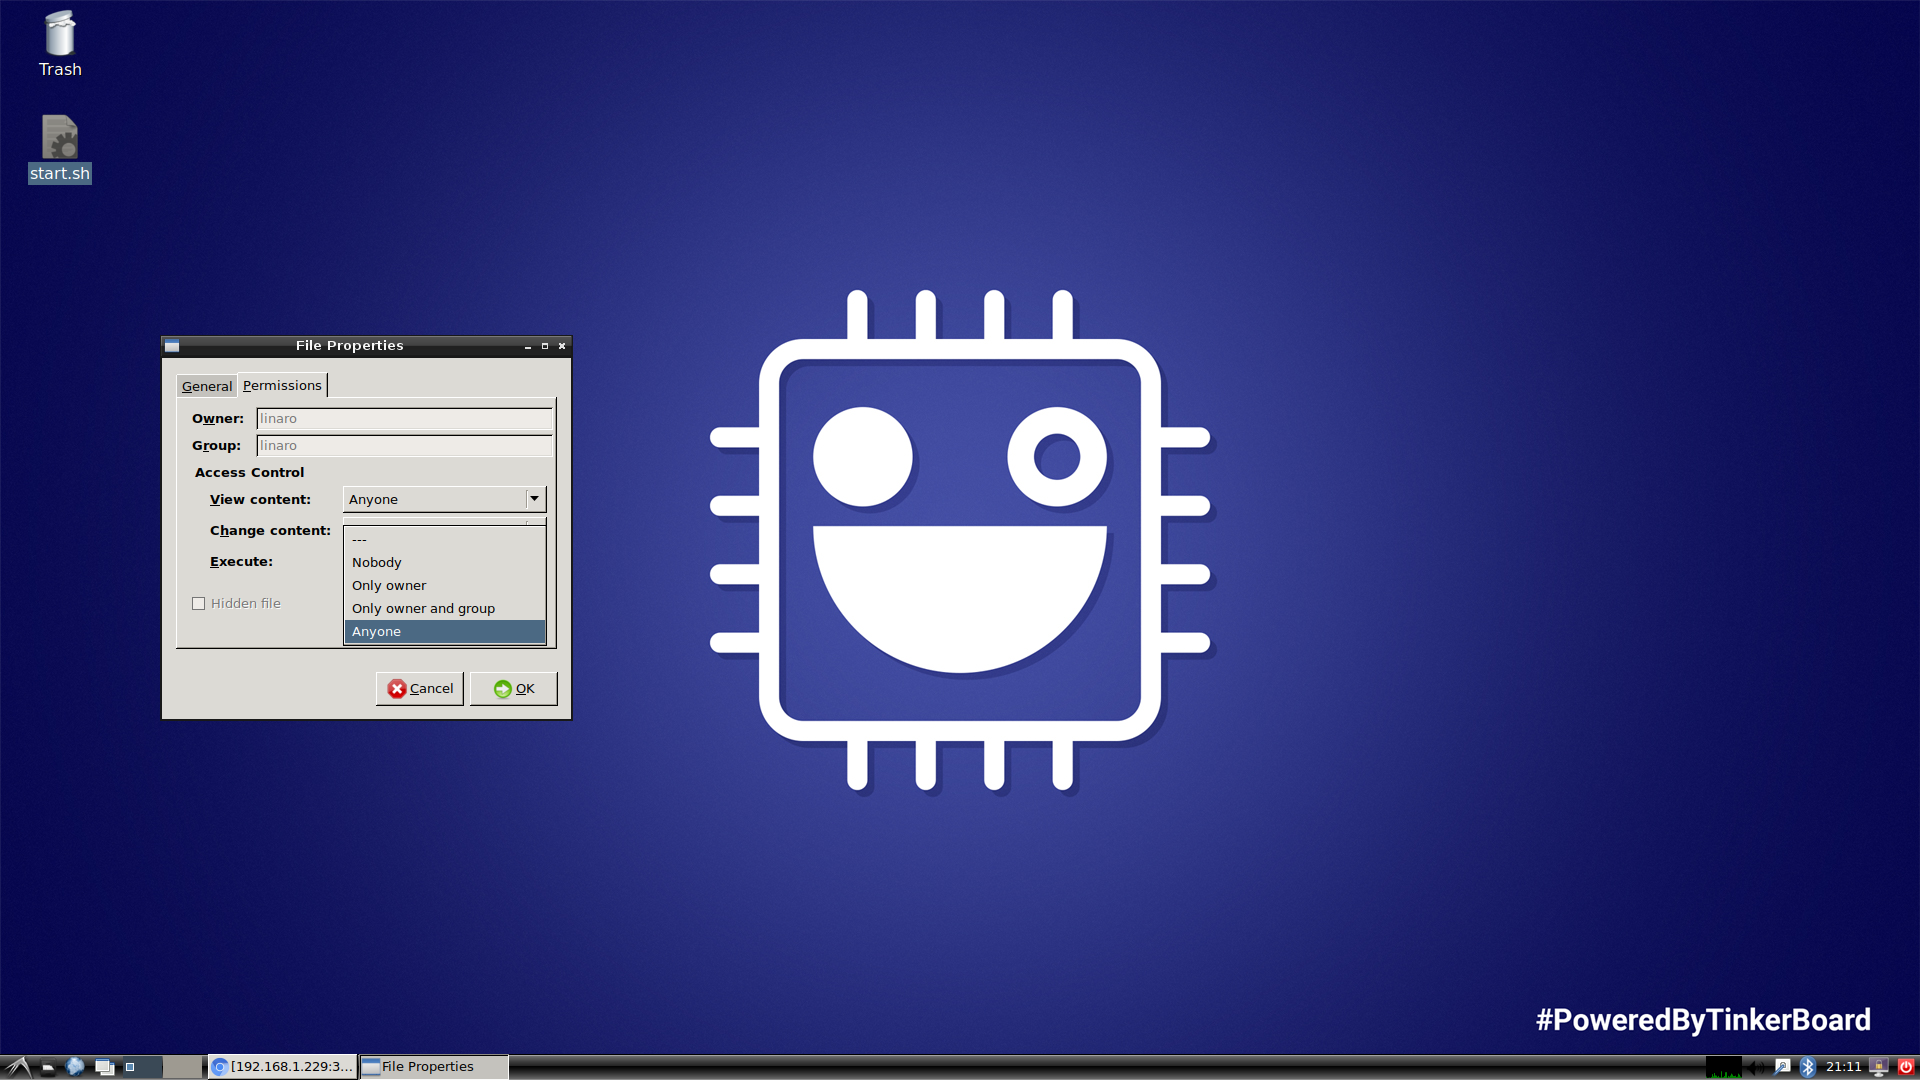 Trash
start.sh
File Properties
General Permissions
Owner: linaro
Group: linaro
Access Control
View content: Anyone
Change content:
---
Execute:
Nobody
Only owner
Hidden file
Only owner and group
Anyone
Cancel OK
#PoweredByTinkerBoard
[192.168.1.229:3... File Properties 21:11